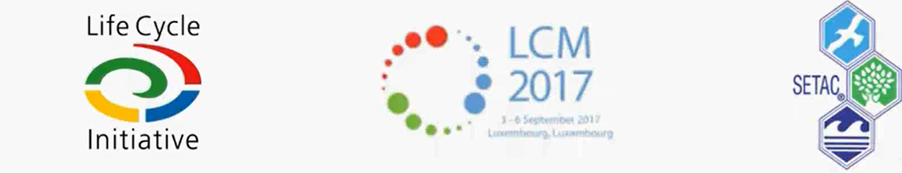 Life Cycle
Initiative
LCM
2017
3 - 6 September 2017
Luxembourg, Luxembourg
SETAC®